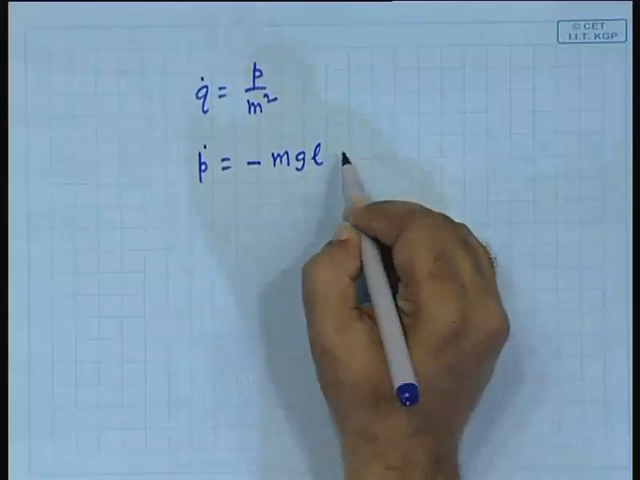 © CET
I.I.T. KGP
q̇ = p/m²
ṗ = - mgl